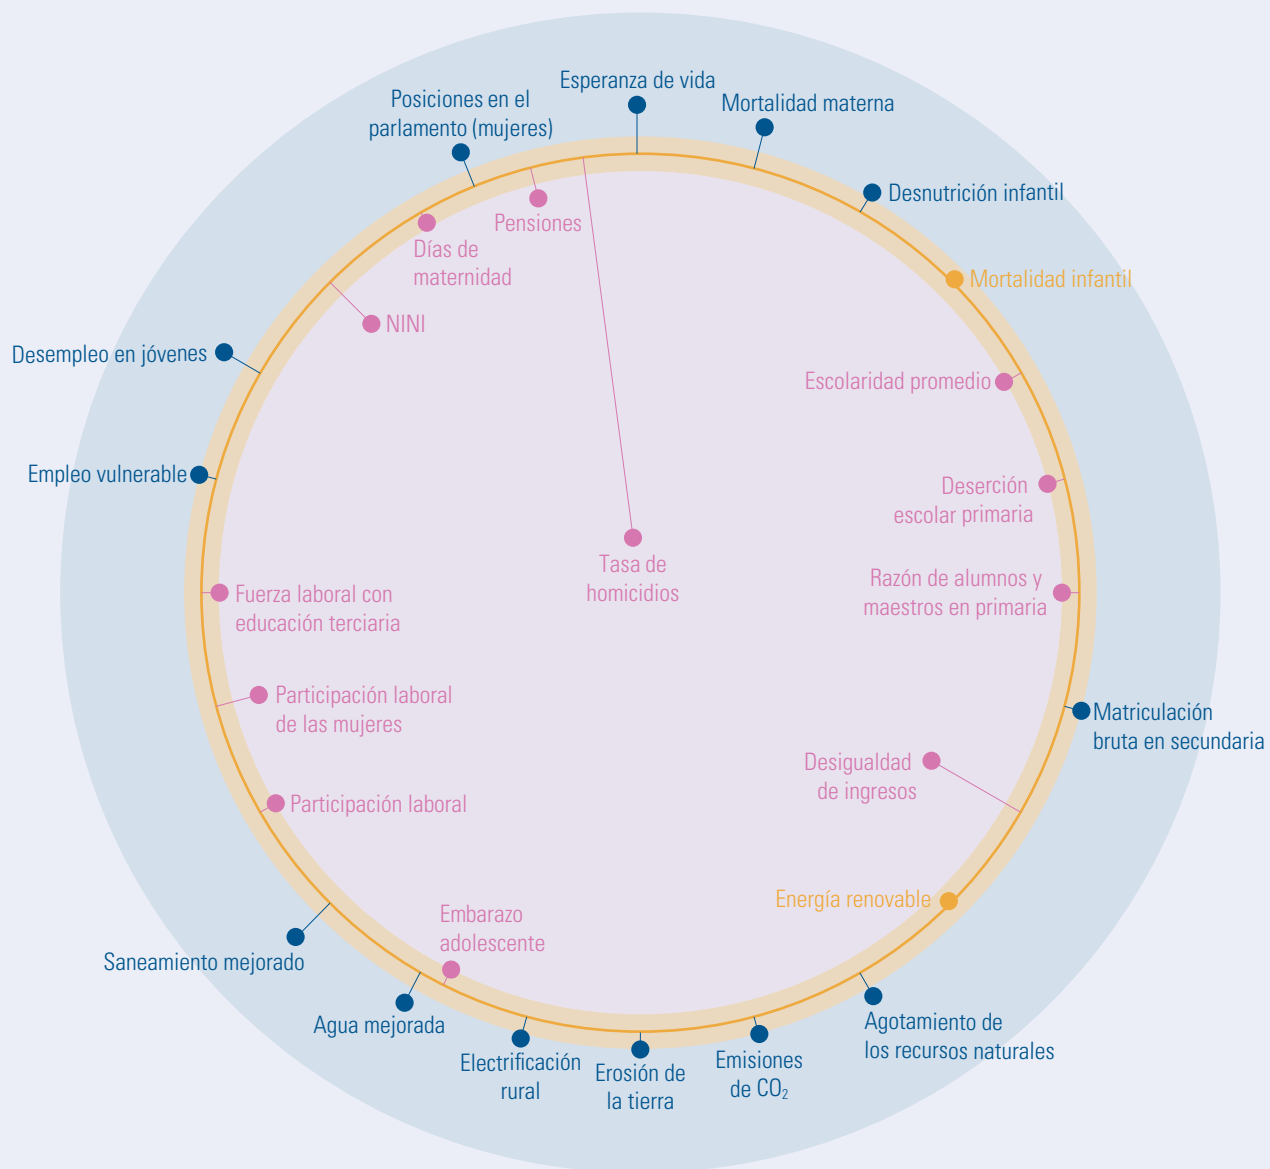 Esperanza de vida
Mortalidad materna
Desnutrición infantil
Mortalidad infantil
Escolaridad promedio
Deserción
escolar primaria
Razón de alumnos y
maestros en primaria
Matriculación
bruta en secundaria
Desigualdad
de ingresos
Energía renovable
Agotamiento de
los recursos naturales
Emisiones
de CO₂
Erosión de
la tierra
Electrificación
rural
Embarazo
adolescente
Agua mejorada
Saneamiento mejorado
Participación laboral
Participación laboral
de las mujeres
Fuerza laboral con
educación terciaria
Empleo vulnerable
Desempleo en jóvenes
NINI
Días de
maternidad
Posiciones en el
parlamento (mujeres)
Pensiones
Tasa de
homicidios